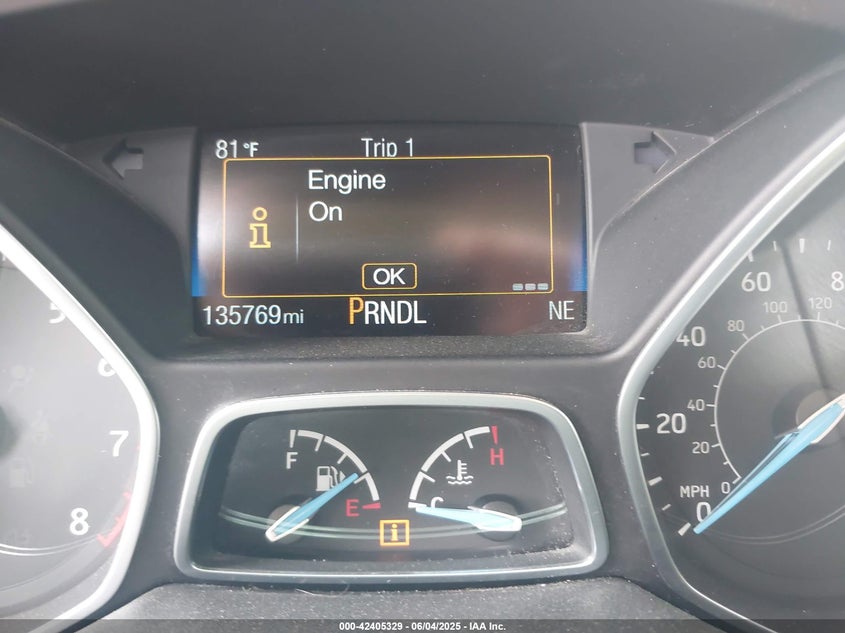 81°F Trip 1
Engine
On
i
OK
135769mi PRNDL NE
5
6
7
8
F
E
i
H
C
MPH
0
20
40
60
8
0
20
40
60
80
100
120
000-42405329 - 06/04/2025 - IAA Inc.